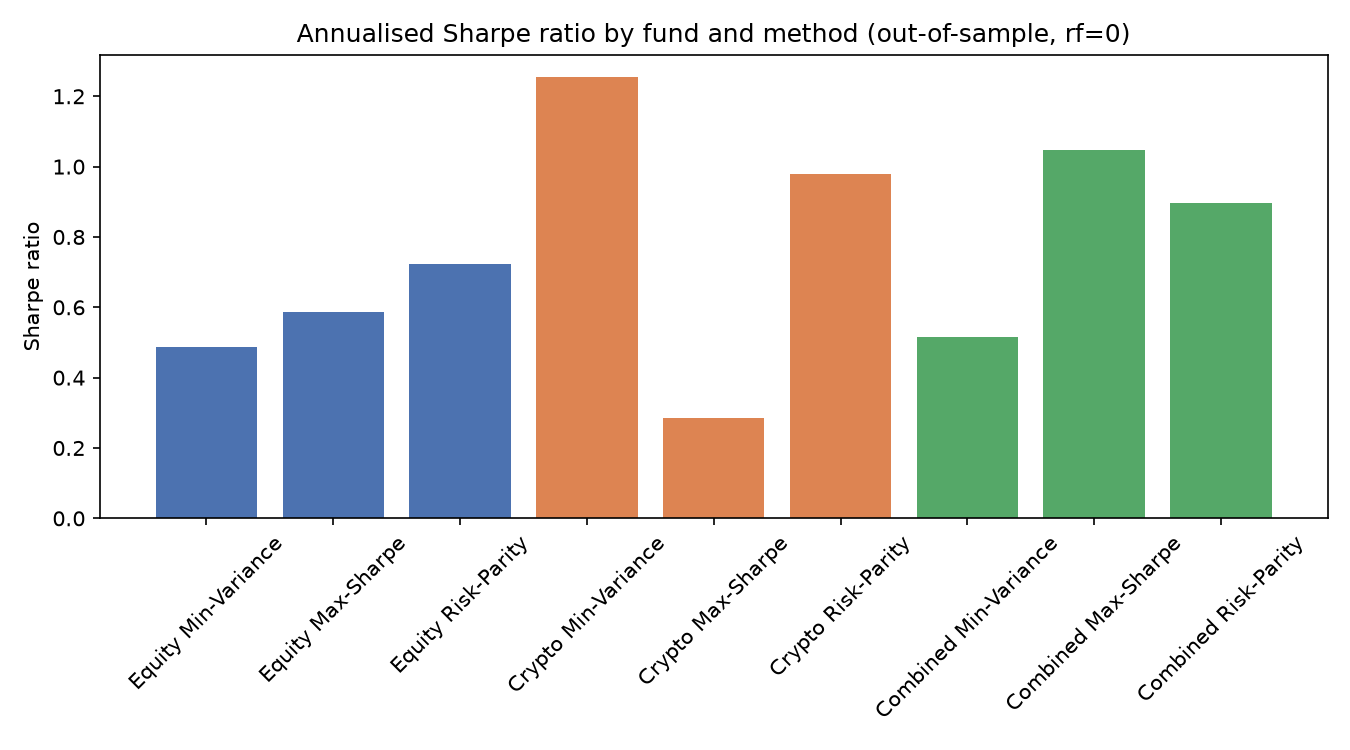 Annualised Sharpe ratio by fund and method (out-of-sample, rf=0)
Sharpe ratio
1.2
1.0
0.8
0.6
0.4
0.2
0.0
Equity Min-Variance
Equity Max-Sharpe
Equity Risk-Parity
Crypto Min-Variance
Crypto Max-Sharpe
Crypto Risk-Parity
Combined Min-Variance
Combined Max-Sharpe
Combined Risk-Parity